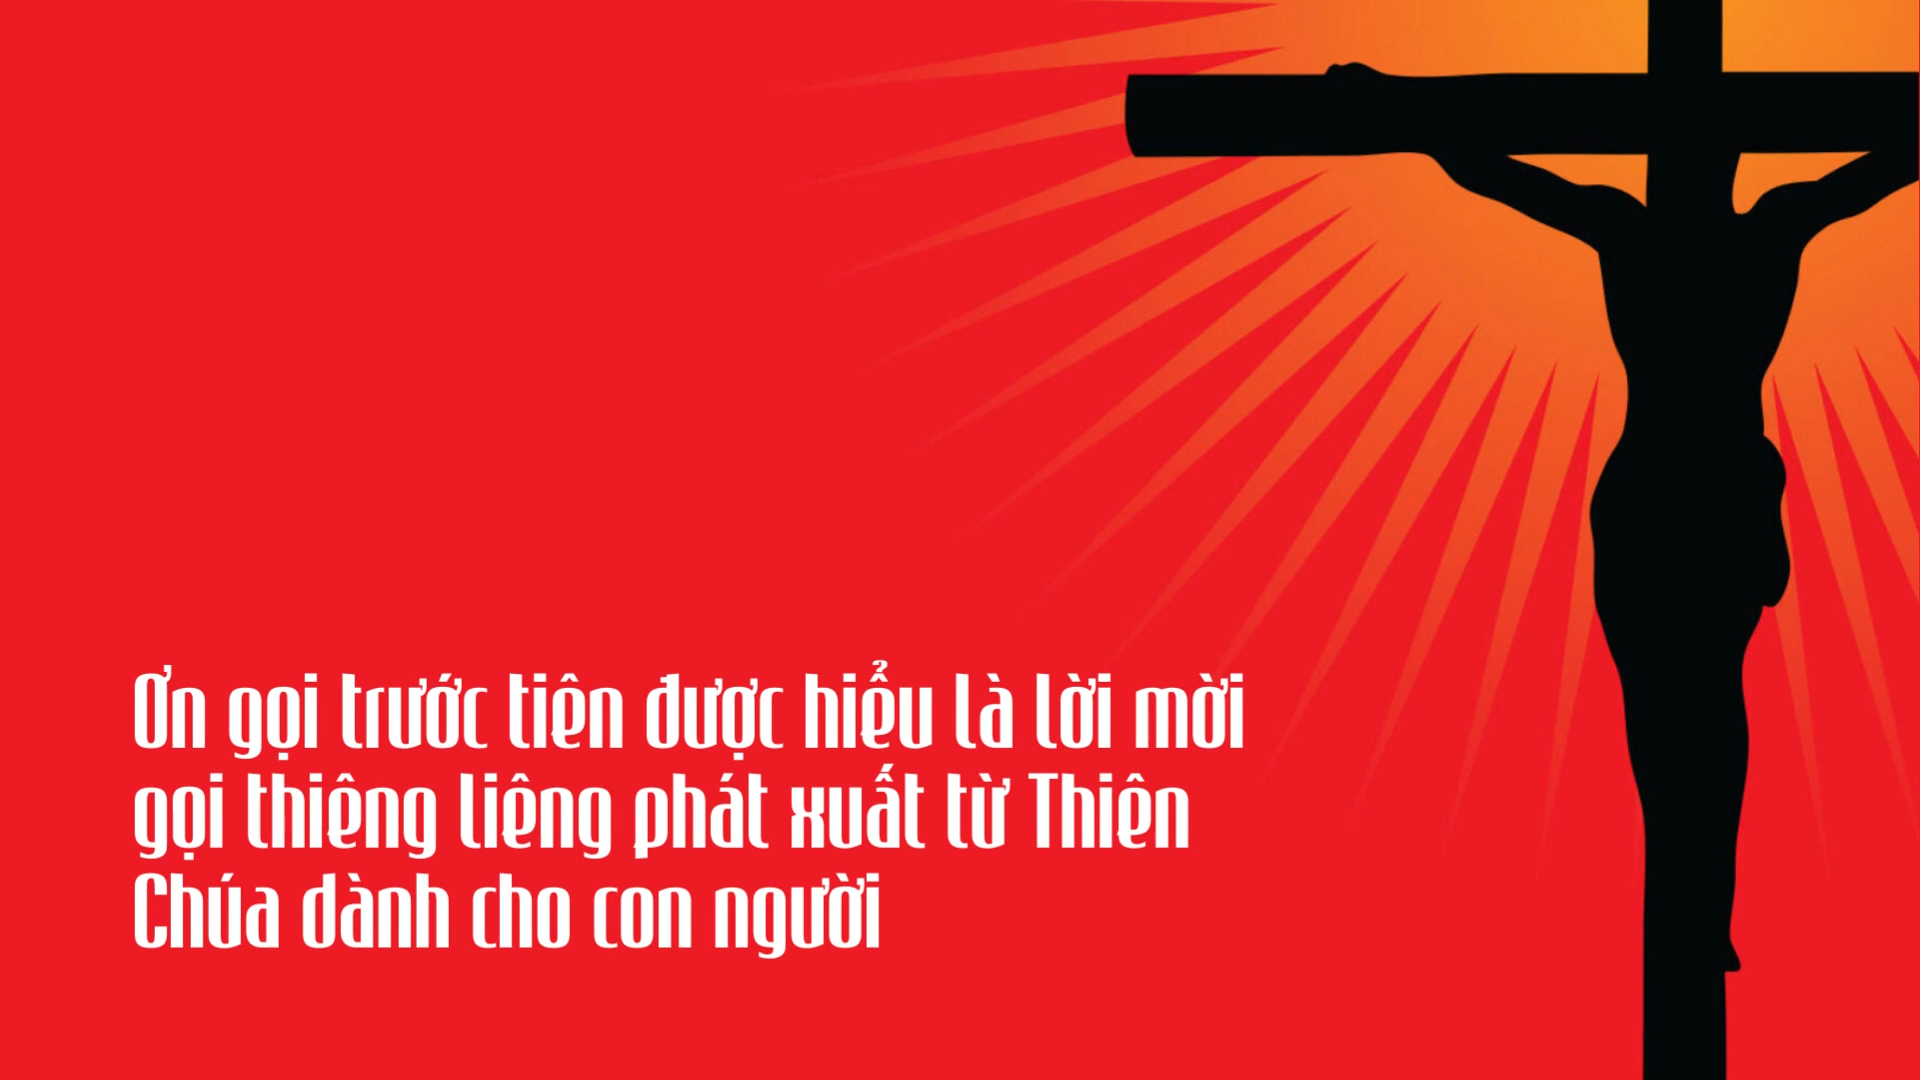 Ơn gọi trước tiên được hiểu là lời mời
gọi thiêng liêng phát xuất từ Thiên
Chúa dành cho con người